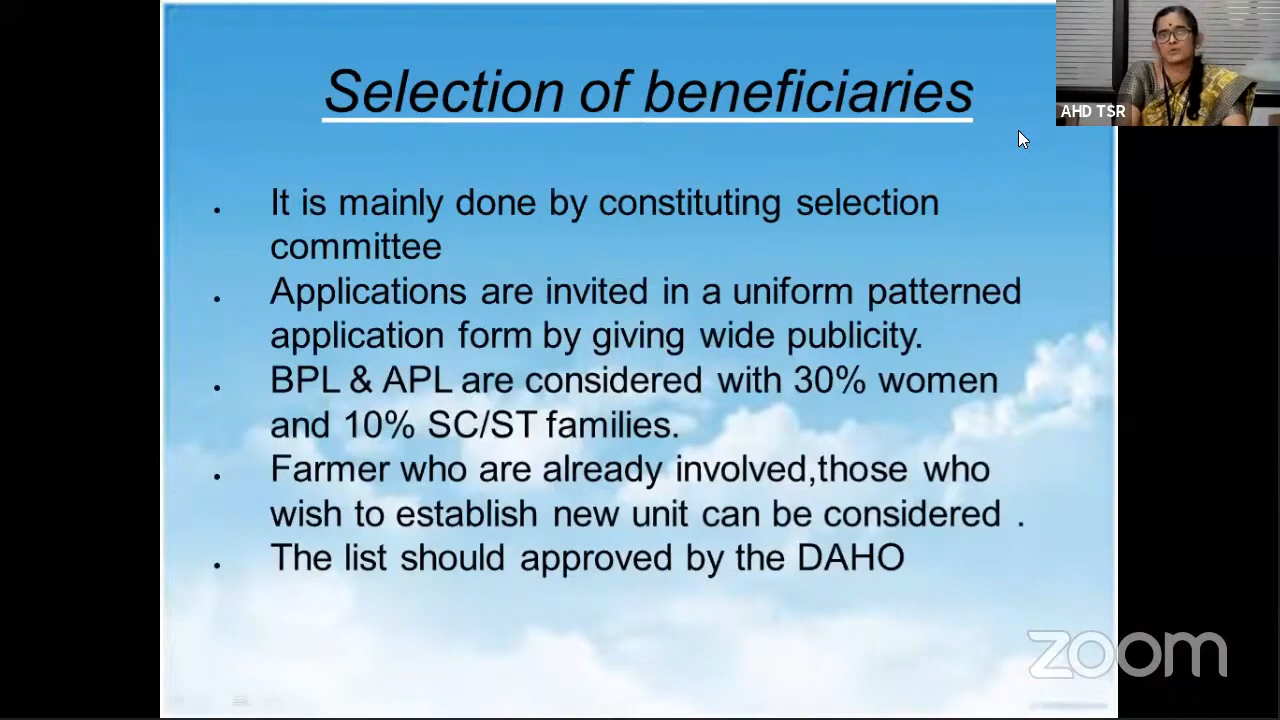 Selection of beneficiaries
AHD TSR
• It is mainly done by constituting selection
committee
• Applications are invited in a uniform patterned
application form by giving wide publicity.
• BPL & APL are considered with 30% women
and 10% SC/ST families.
• Farmer who are already involved,those who
wish to establish new unit can be considered .
• The list should approved by the DAHO
zoom